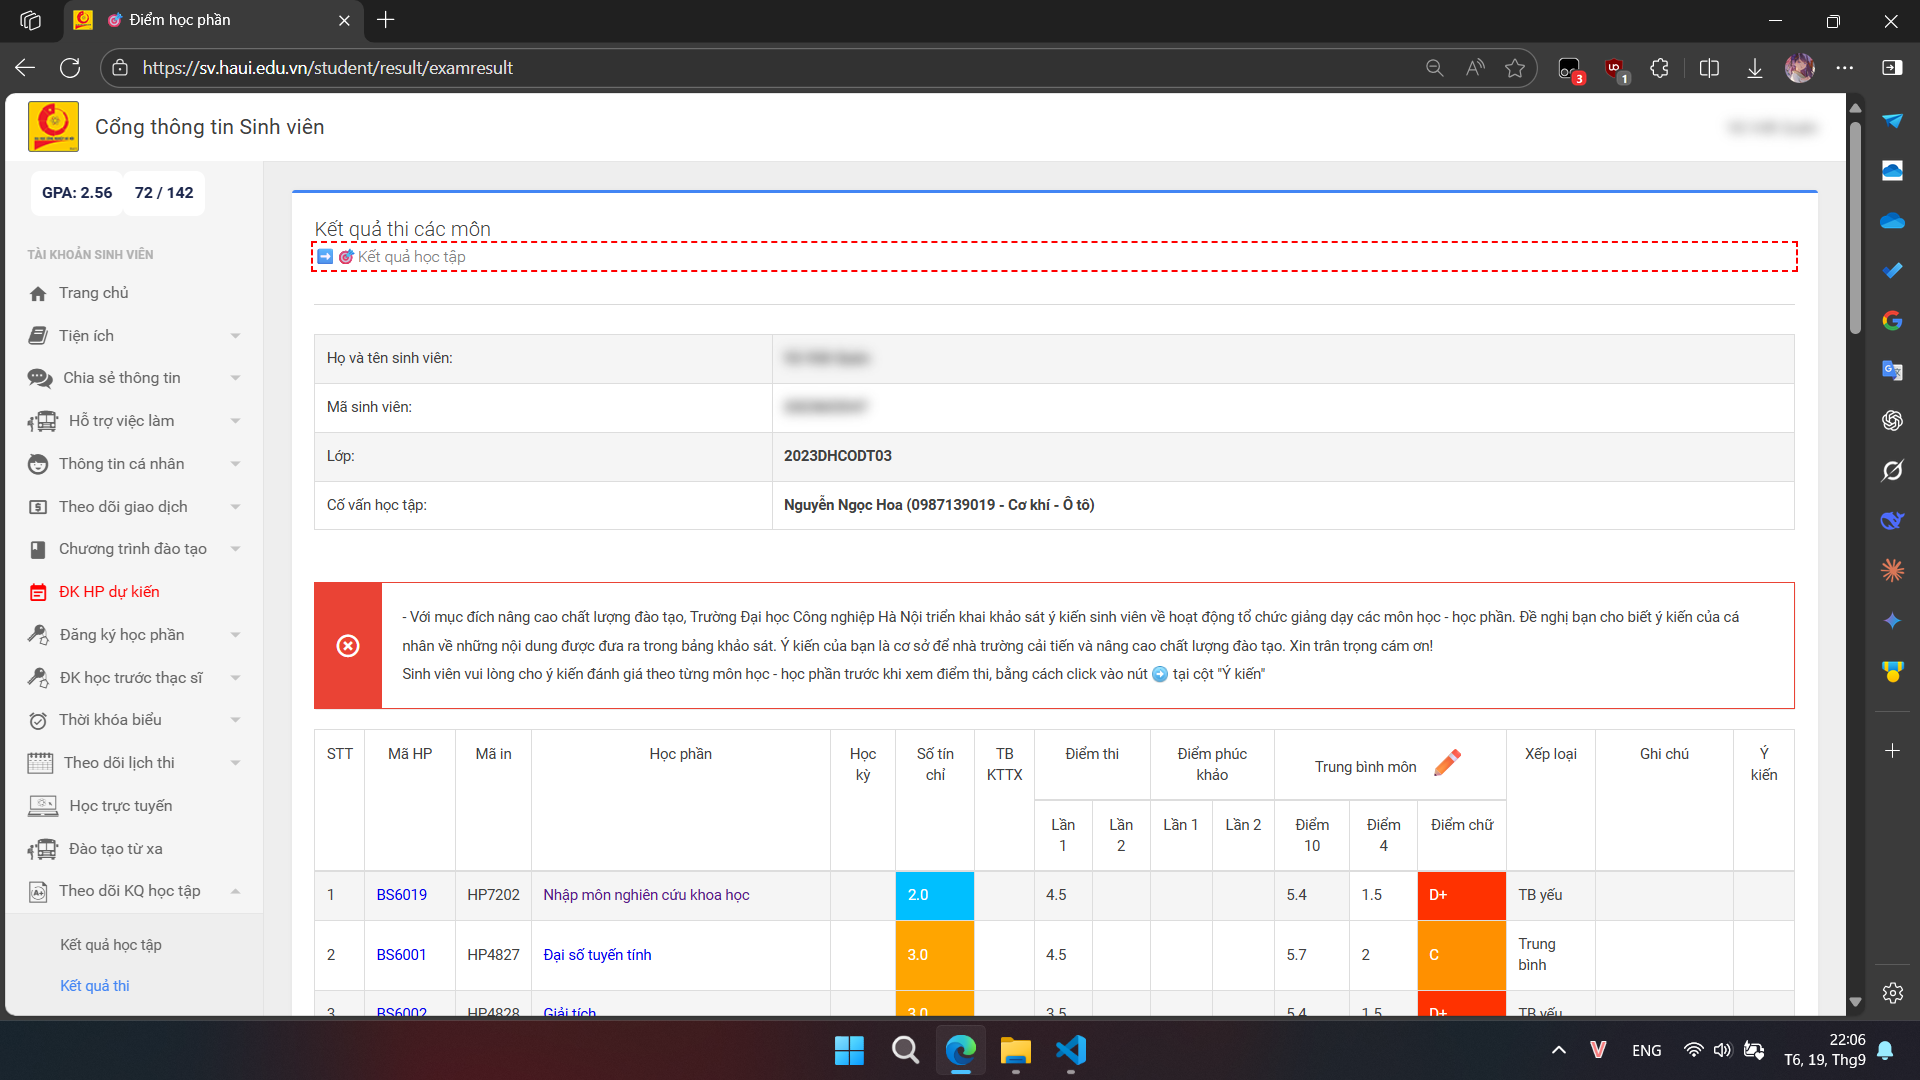 🎯 Điểm học phần
https://sv.haui.edu.vn/student/result/examresult
3
1
Cổng thông tin Sinh viên
GPA: 2.56 72 / 142
TÀI KHOẢN SINH VIÊN
Trang chủ
Tiện ích
Chia sẻ thông tin
Hỗ trợ việc làm
Thông tin cá nhân
Theo dõi giao dịch
Chương trình đào tạo
ĐK HP dự kiến
Đăng ký học phần
ĐK học trước thạc sĩ
Thời khóa biểu
Theo dõi lịch thi
Học trực tuyến
Đào tạo từ xa
Theo dõi KQ học tập
Kết quả học tập
Kết quả thi
Kết quả thi các môn
➡️ 🎯 Kết quả học tập
Họ và tên sinh viên:
Mã sinh viên:
Lớp: 2023DHCODT03
Cố vấn học tập: Nguyễn Ngọc Hoa (0987139019 - Cơ khí - Ô tô)
- Với mục đích nâng cao chất lượng đào tạo, Trường Đại học Công nghiệp Hà Nội triển khai khảo sát ý kiến sinh viên về hoạt động tổ chức giảng dạy các môn học - học phần. Đề nghị bạn cho biết ý kiến của cá
nhân về những nội dung được đưa ra trong bảng khảo sát. Ý kiến của bạn là cơ sở để nhà trường cải tiến và nâng cao chất lượng đào tạo. Xin trân trọng cám ơn!
Sinh viên vui lòng cho ý kiến đánh giá theo từng môn học - học phần trước khi xem điểm thi, bằng cách click vào nút tại cột "Ý kiến"
STT Mã HP Mã in Học phần Học kỳ Số tín chỉ TB KTTX Điểm thi Điểm phúc khảo Trung bình môn Xếp loại Ghi chú Ý kiến
Lần 1 Lần 2 Lần 1 Lần 2 Điểm 10 Điểm 4 Điểm chữ
1 BS6019 HP7202 Nhập môn nghiên cứu khoa học 2.0 4.5 5.4 1.5 D+ TB yếu
2 BS6001 HP4827 Đại số tuyến tính 3.0 4.5 5.7 2 C Trung bình
3 BS6002 HP4828 Giải tích 3.0 3.5 5.4 1.5 D+ TB yếu
ENG
22:06
T6, 19, Thg9